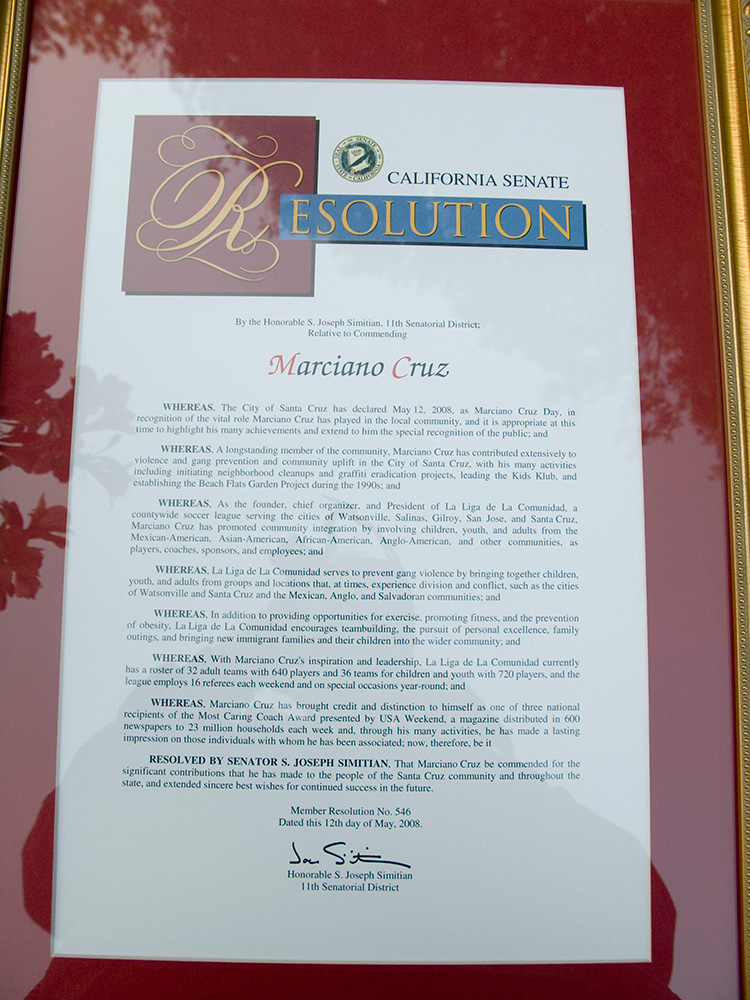 CALIFORNIA SENATE
RESOLUTION
By the Honorable S. Joseph Simitian, 11th Senatorial District;
Relative to Commending
Marciano Cruz
WHEREAS, The City of Santa Cruz has declared May 12, 2008, as Marciano Cruz Day, in
recognition of the vital role Marciano Cruz has played in the local community, and it is appropriate at this
time to highlight his many achievements and extend to him the special recognition of the public; and
WHEREAS, A longstanding member of the community, Marciano Cruz has contributed extensively to
violence and gang prevention and community uplift in the City of Santa Cruz, with his many activities
including initiating neighborhood cleanups and graffiti eradication projects, leading the Kids Klub, and
establishing the Beach Flats Garden Project during the 1990s; and
WHEREAS, As the founder, chief organizer, and President of La Liga de La Comunidad, a
countywide soccer league serving the cities of Watsonville, Salinas, Gilroy, San Jose, and Santa Cruz,
Marciano Cruz has promoted community integration by involving children, youth, and adults from the
Mexican-American, Asian-American, African-American, Anglo-American, and other communities, as
players, coaches, sponsors, and employees; and
WHEREAS, La Liga de La Comunidad serves to prevent gang violence by bringing together children,
youth, and adults from groups and locations that, at times, experience division and conflict, such as the cities
of Watsonville and Santa Cruz and the Mexican, Anglo, and Salvadoran communities; and
WHEREAS, In addition to providing opportunities for exercise, promoting fitness, and the prevention
of obesity, La Liga de La Comunidad encourages teambuilding, the pursuit of personal excellence, family
outings, and bringing new immigrant families and their children into the wider community; and
WHEREAS, With Marciano Cruz's inspiration and leadership, La Liga de La Comunidad currently
has a roster of 32 adult teams with 640 players and 36 teams for children and youth with 720 players, and the
league employs 16 referees each weekend and on special occasions year-round; and
WHEREAS, Marciano Cruz has brought credit and distinction to himself as one of three national
recipients of the Most Caring Coach Award presented by USA Weekend, a magazine distributed in 600
newspapers to 23 million households each week and, through his many activities, he has made a lasting
impression on those individuals with whom he has been associated; now, therefore, be it
RESOLVED BY SENATOR S. JOSEPH SIMITIAN, That Marciano Cruz be commended for the
significant contributions that he has made to the people of the Santa Cruz community and throughout the
state, and extended sincere best wishes for continued success in the future.
Member Resolution No. 546
Dated this 12th day of May, 2008.
Joe Simitian
Honorable S. Joseph Simitian
11th Senatorial District